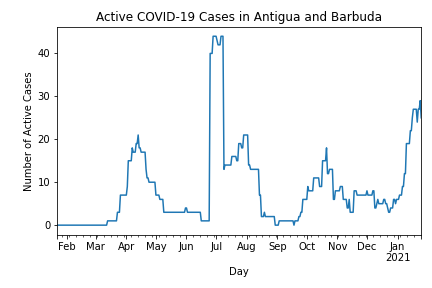 Active COVID-19 Cases in Antigua and Barbuda
Number of Active Cases
40
30
20
10
0
Feb Mar Apr May Jun Jul Aug Sep Oct Nov Dec Jan
2021
Day